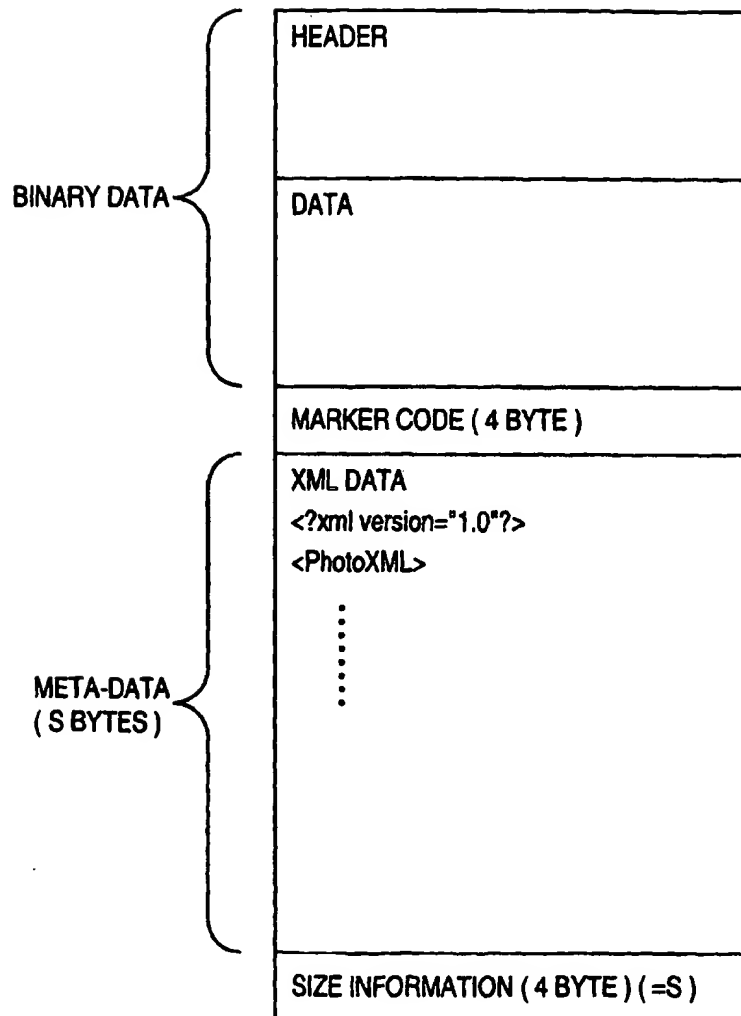 HEADER
BINARY DATA
DATA
MARKER CODE ( 4 BYTE )
XML DATA
<?xml version="1.0"?>
<PhotoXML>
META-DATA
( S BYTES )
SIZE INFORMATION ( 4 BYTE ) ( =S )